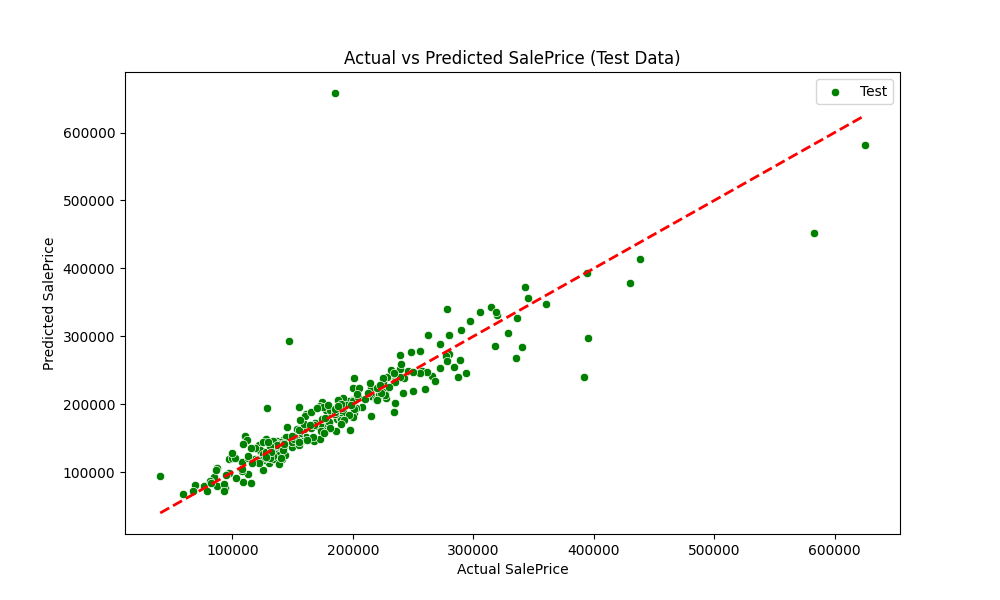 Actual vs Predicted SalePrice (Test Data)
Test
600000
500000
400000
300000
200000
100000
Predicted SalePrice
100000 200000 300000 400000 500000 600000
Actual SalePrice